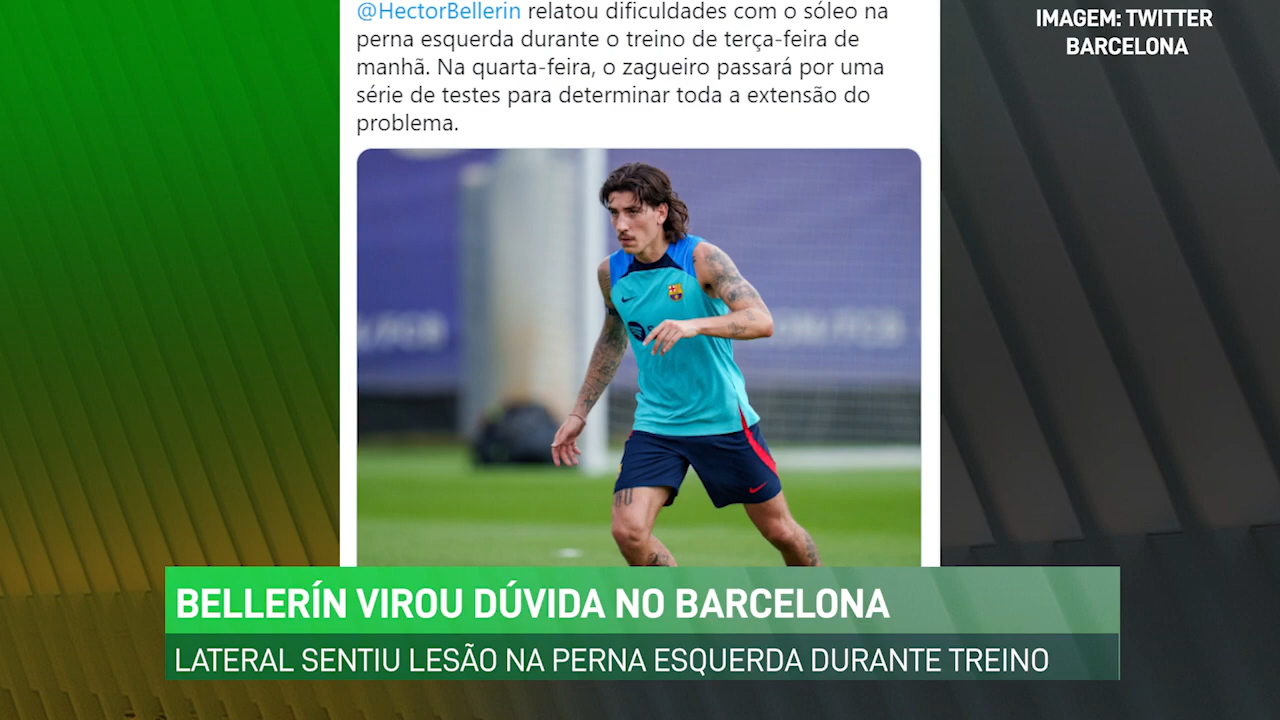 @HectorBellerin relatou dificuldades com o sóleo na
perna esquerda durante o treino de terça-feira de
manhã. Na quarta-feira, o zagueiro passará por uma
série de testes para determinar toda a extensão do
problema.
IMAGEM: TWITTER
BARCELONA
BELLERÍN VIROU DÚVIDA NO BARCELONA
LATERAL SENTIU LESÃO NA PERNA ESQUERDA DURANTE TREINO